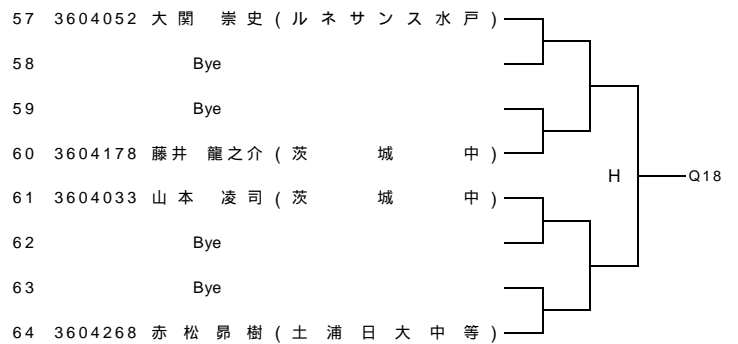 57 3604052 大関 崇史 (ルネサンス水戸)
58 Bye
59 Bye
60 3604178 藤井 龍之介 (茨城中)
H Q18
61 3604033 山本 凌司 (茨城中)
62 Bye
63 Bye
64 3604268 赤松昴樹 (土浦日大中等)